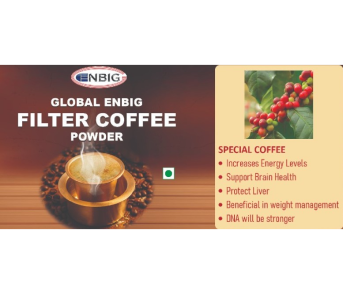 ENBIG
GLOBAL ENBIG
FILTER COFFEE
POWDER
SPECIAL COFFEE
• Increases Energy Levels
• Support Brain Health
• Protect Liver
• Beneficial in weight management
• DNA will be stronger